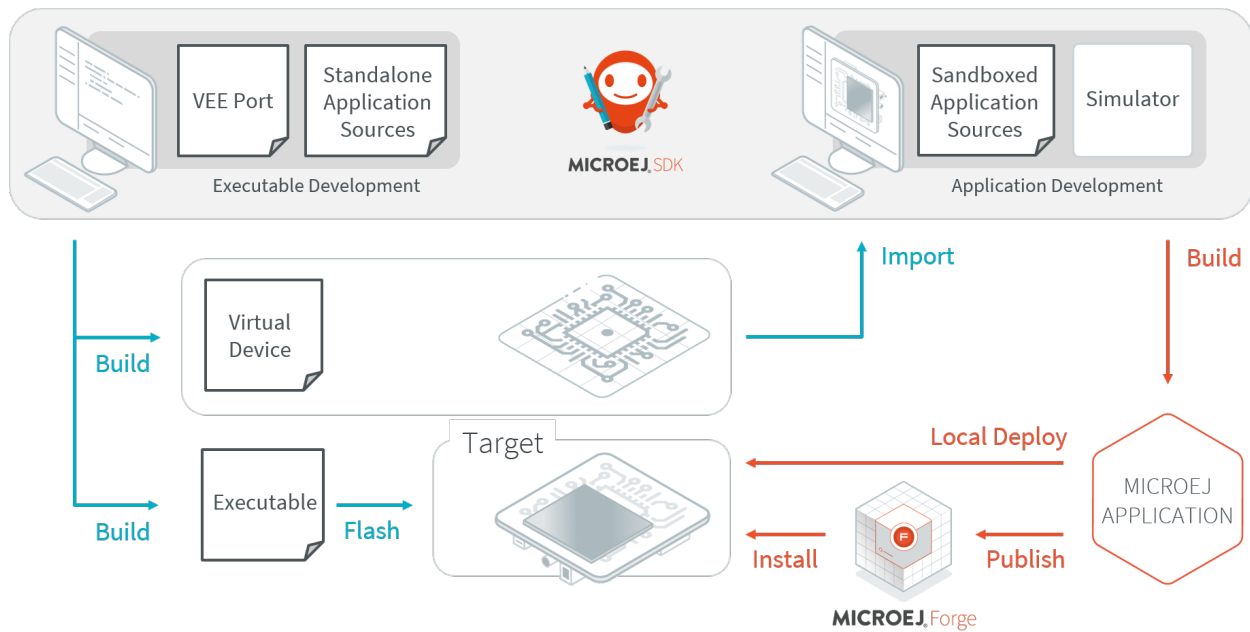 VEE Port
Standalone
Application
Sources
Executable Development
MICROEJ. SDK
Sandboxed
Application
Sources
Simulator
Application Development
Import
Build
Virtual
Device
Build
Target
Local Deploy
MICROEJ
APPLICATION
Executable
Build
Flash
F
Install
Publish
MICROEJ. Forge